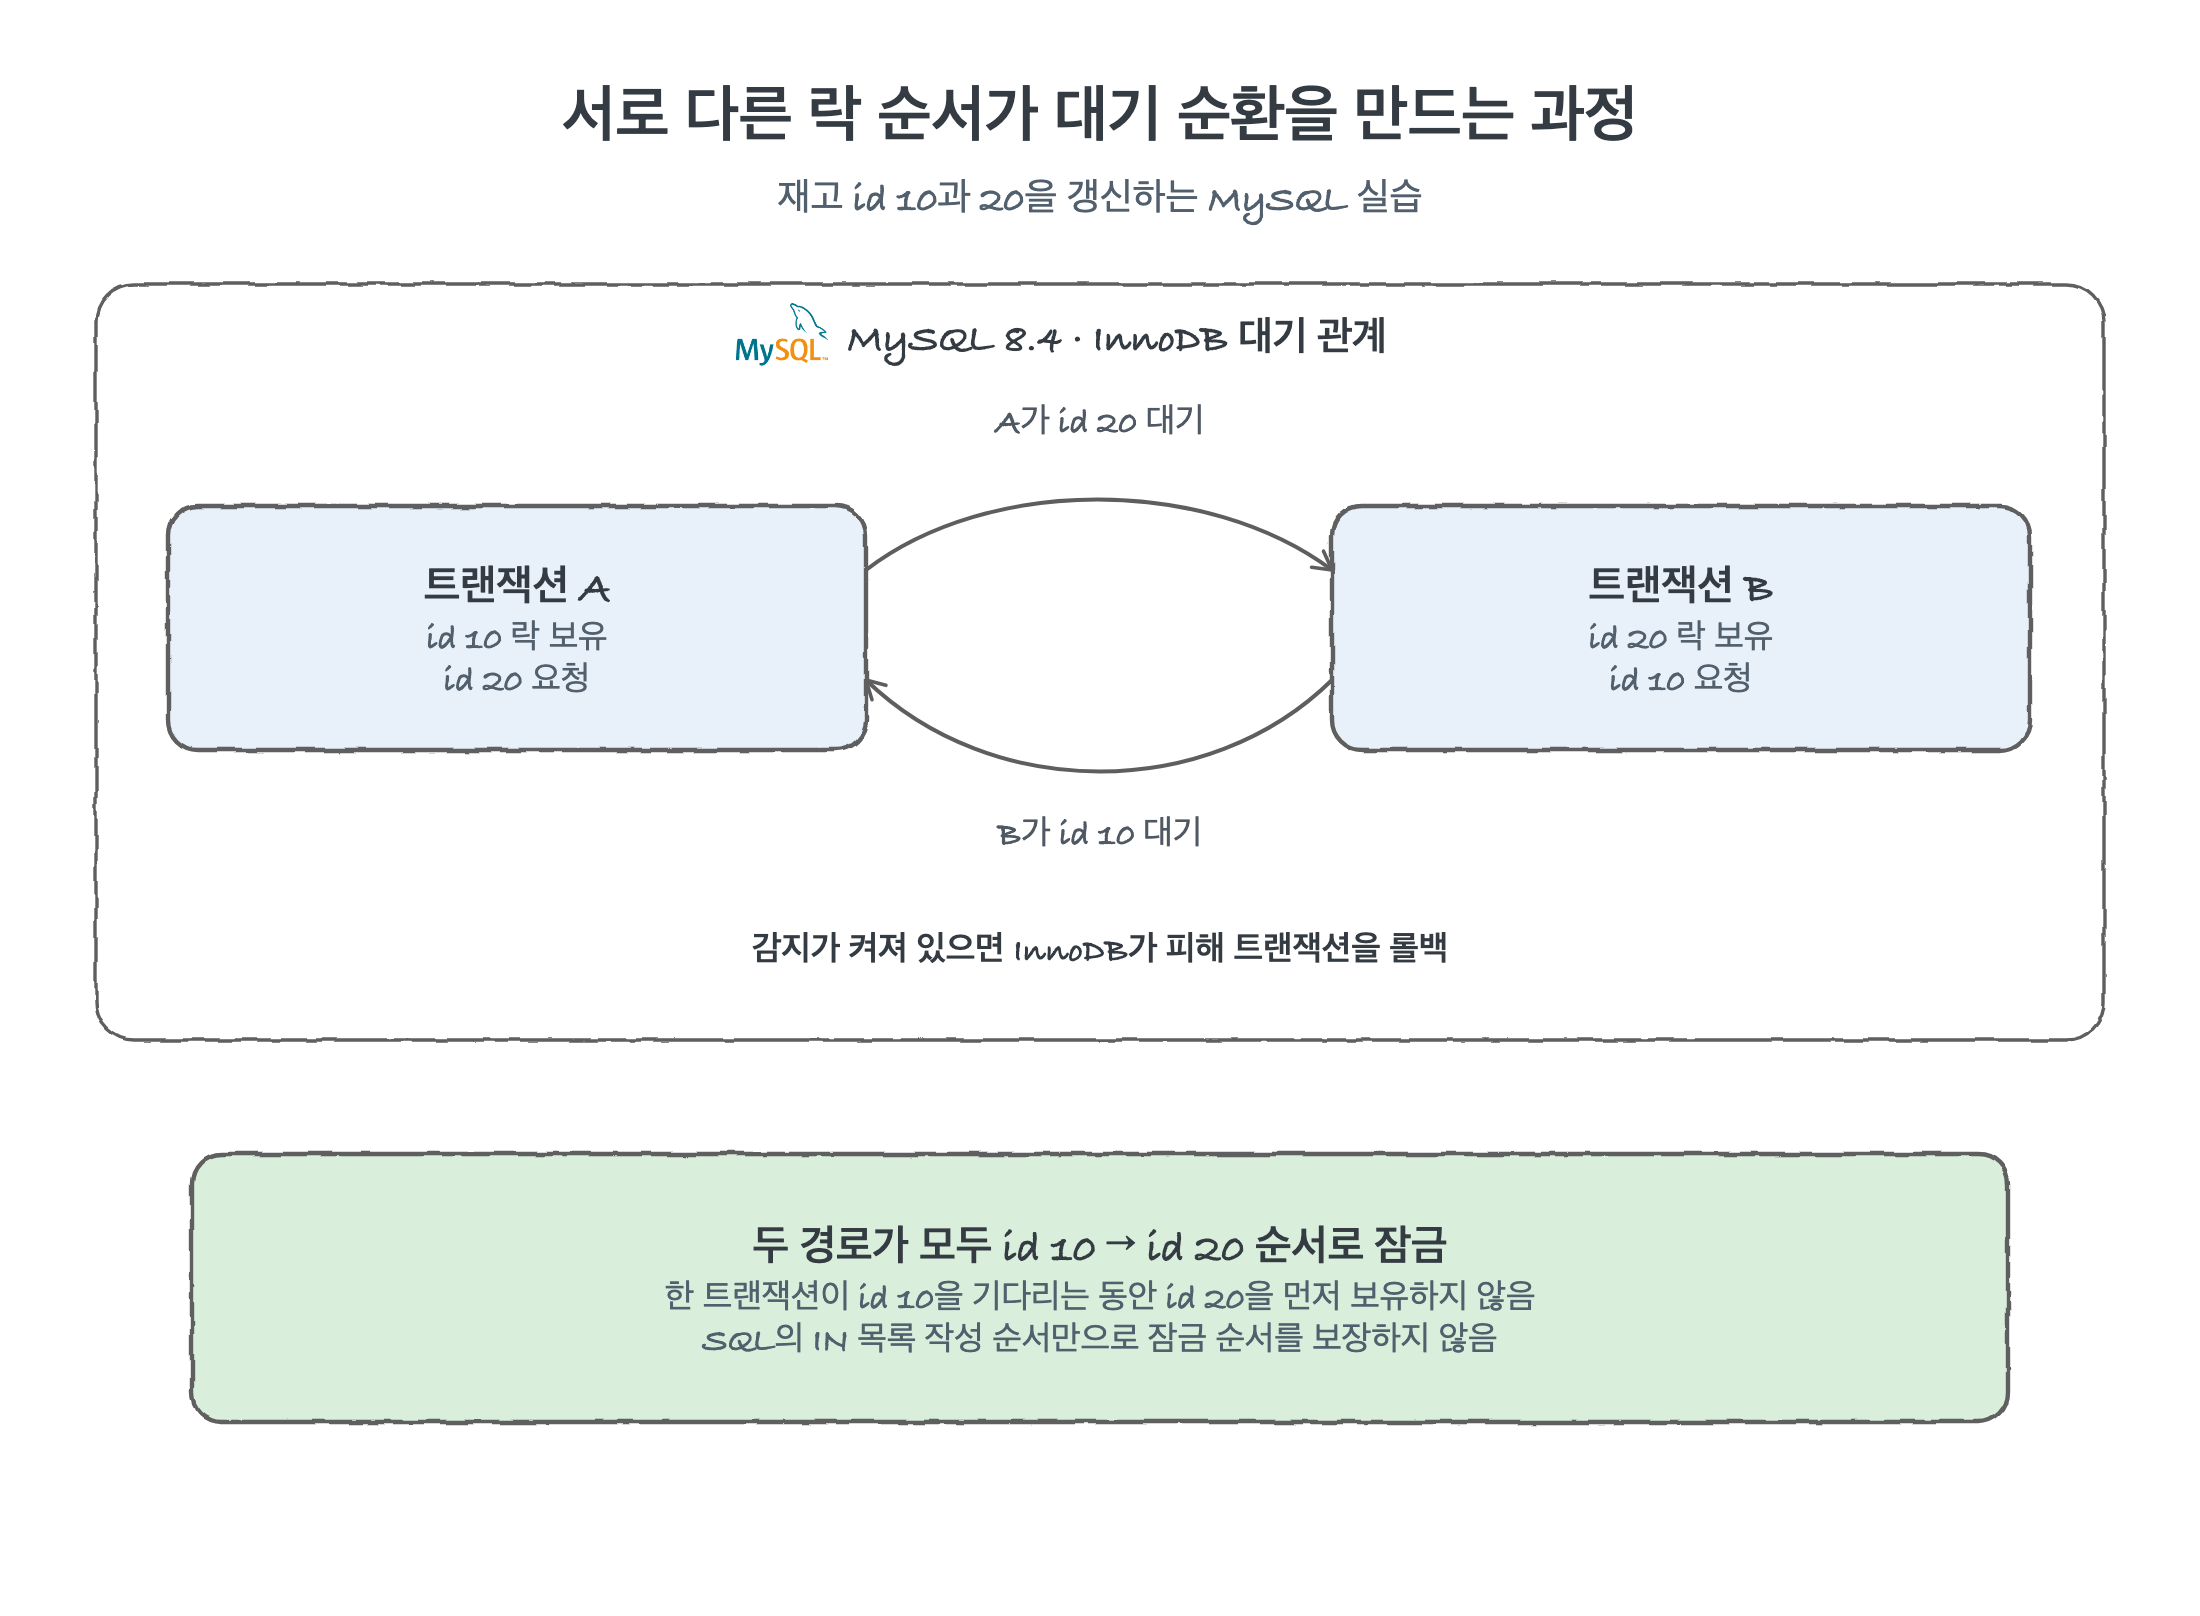 서로 다른 락 순서가 대기 순환을 만드는 과정
재고 id 10과 20을 갱신하는 MySQL 실습
MySQL™ MySQL 8.4 · InnoDB 대기 관계
A가 id 20 대기
트랜잭션 A
id 10 락 보유
id 20 요청
트랜잭션 B
id 20 락 보유
id 10 요청
B가 id 10 대기
감지가 켜져 있으면 InnoDB가 피해 트랜잭션을 롤백
두 경로가 모두 id 10 → id 20 순서로 잠금
한 트랜잭션이 id 10을 기다리는 동안 id 20을 먼저 보유하지 않음
SQL의 IN 목록 작성 순서만으로 잠금 순서를 보장하지 않음